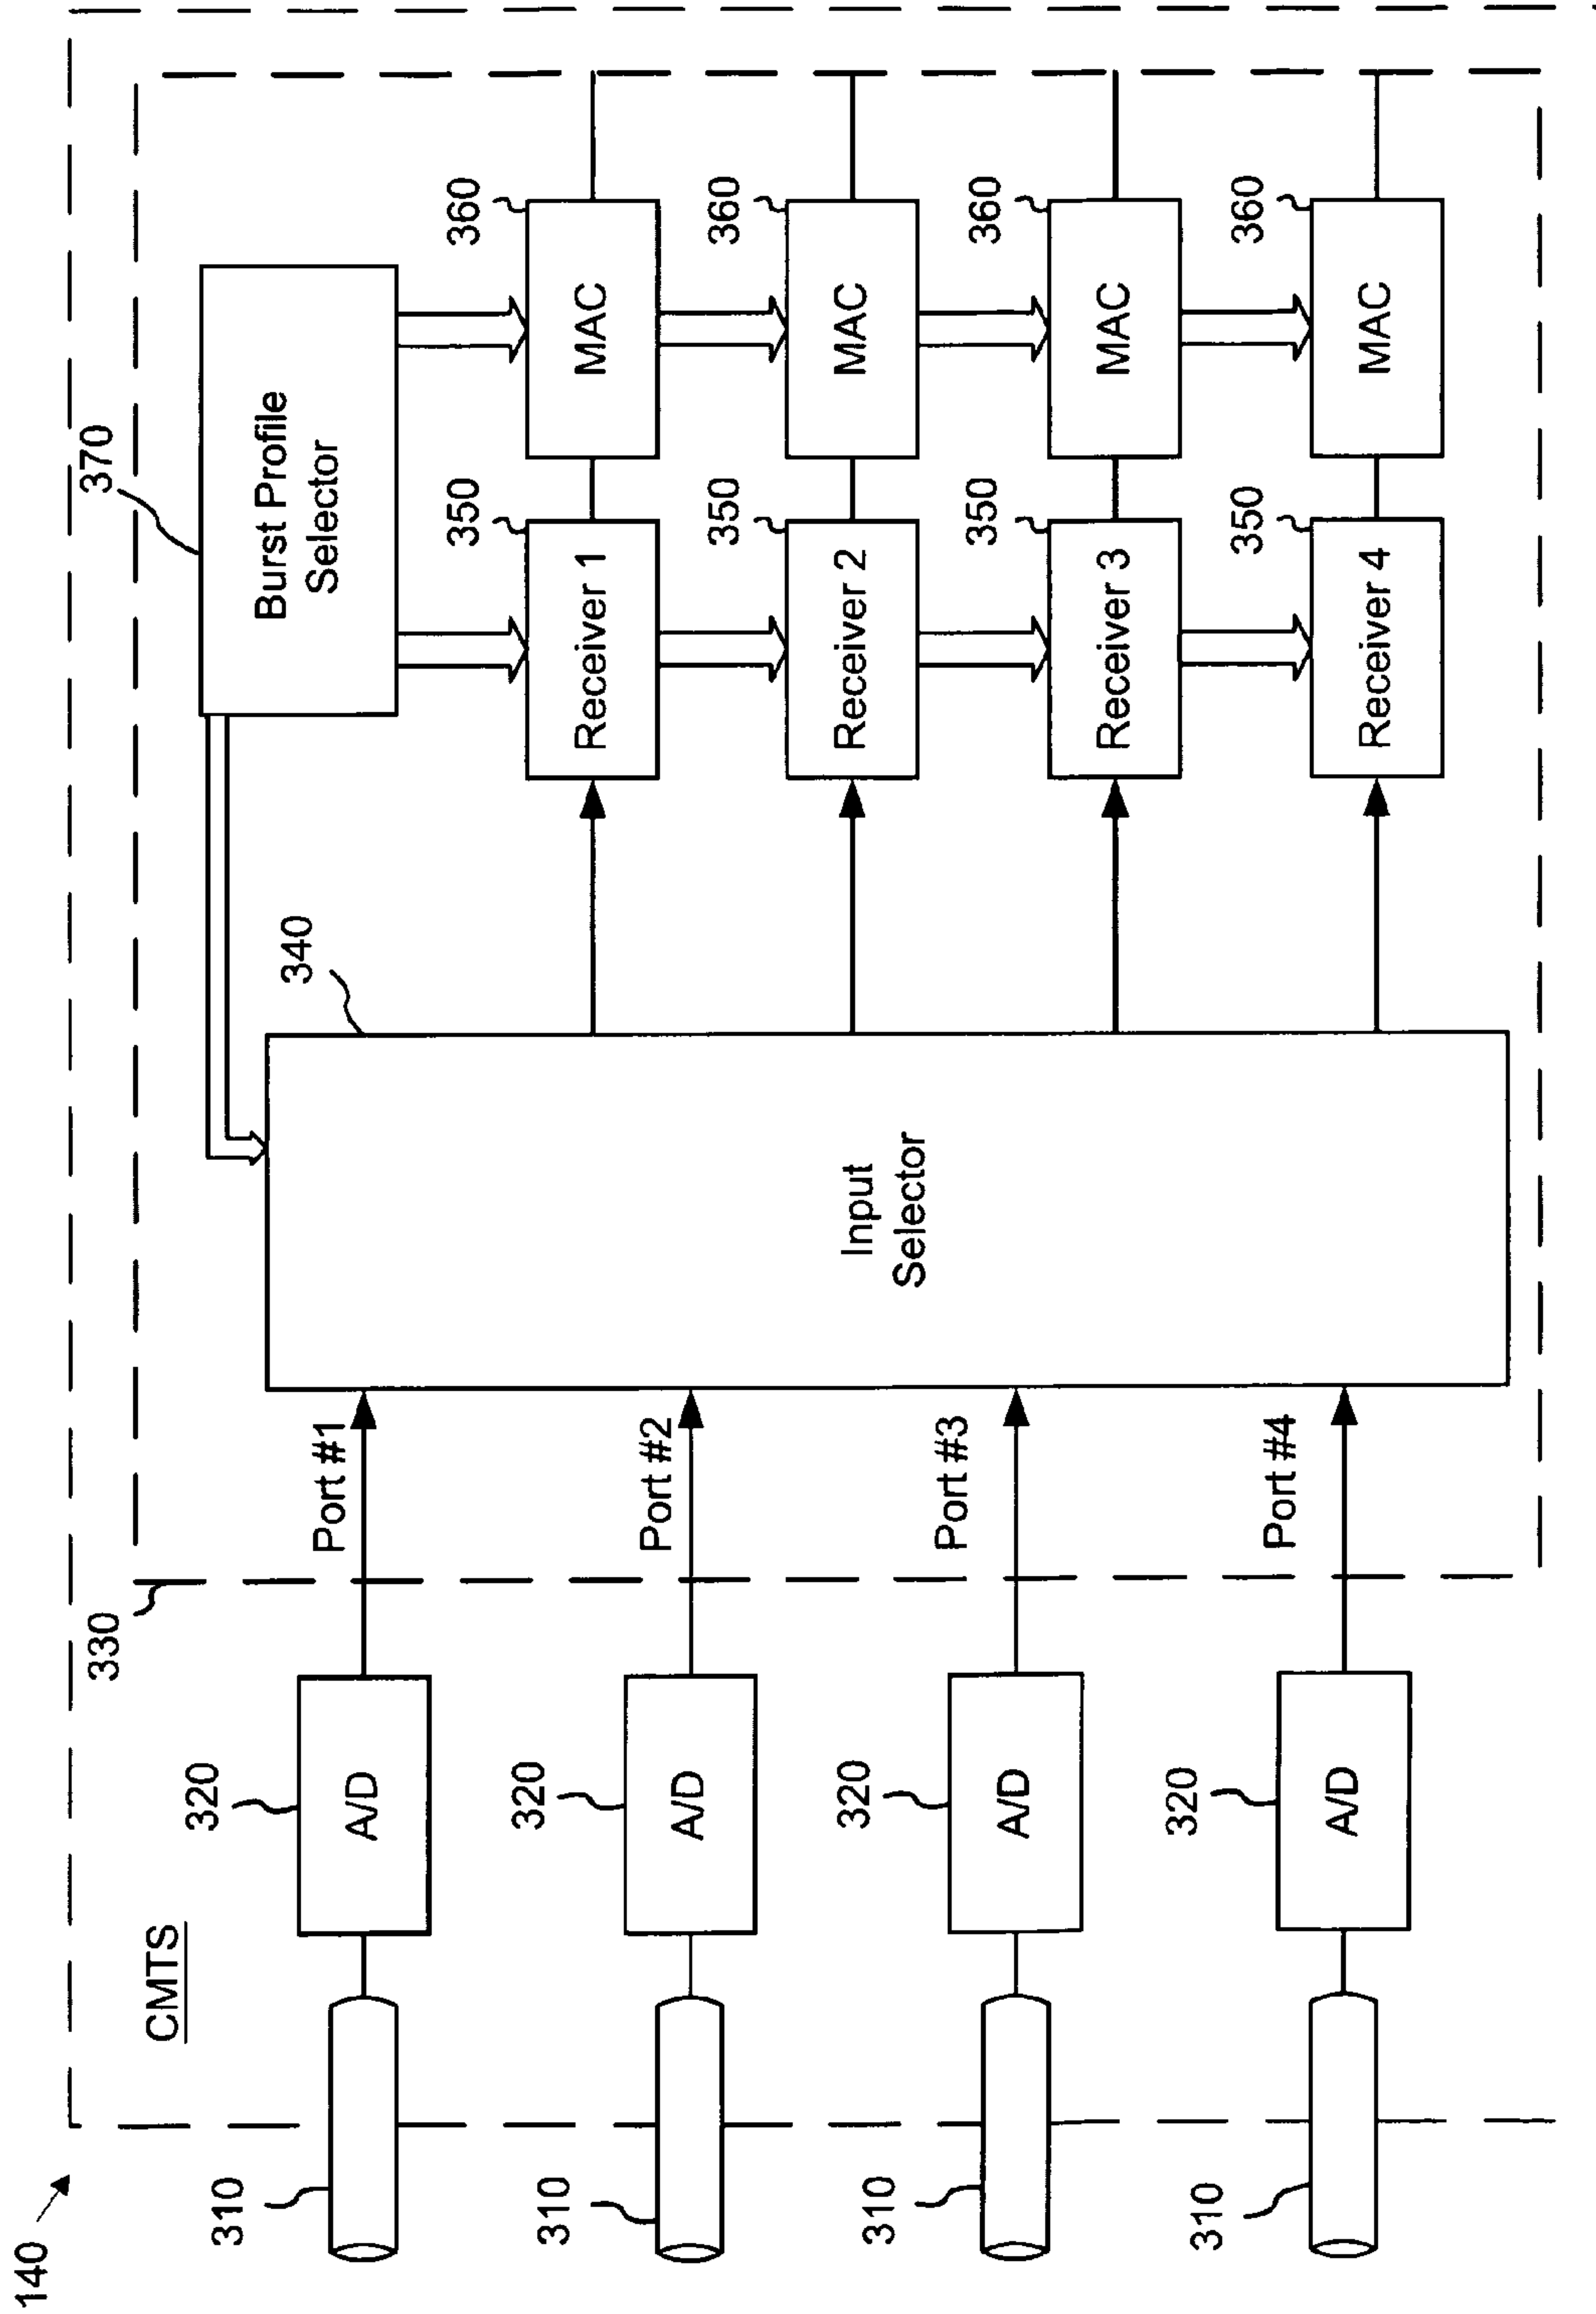 140
CMTS
330
370
Burst Profile
Selector
340
Input
Selector
310
320
A/D
Port #1
350
Receiver 1
360
MAC
310
320
A/D
Port #2
350
Receiver 2
360
MAC
310
320
A/D
Port #3
350
Receiver 3
360
MAC
310
320
A/D
Port #4
350
Receiver 4
360
MAC